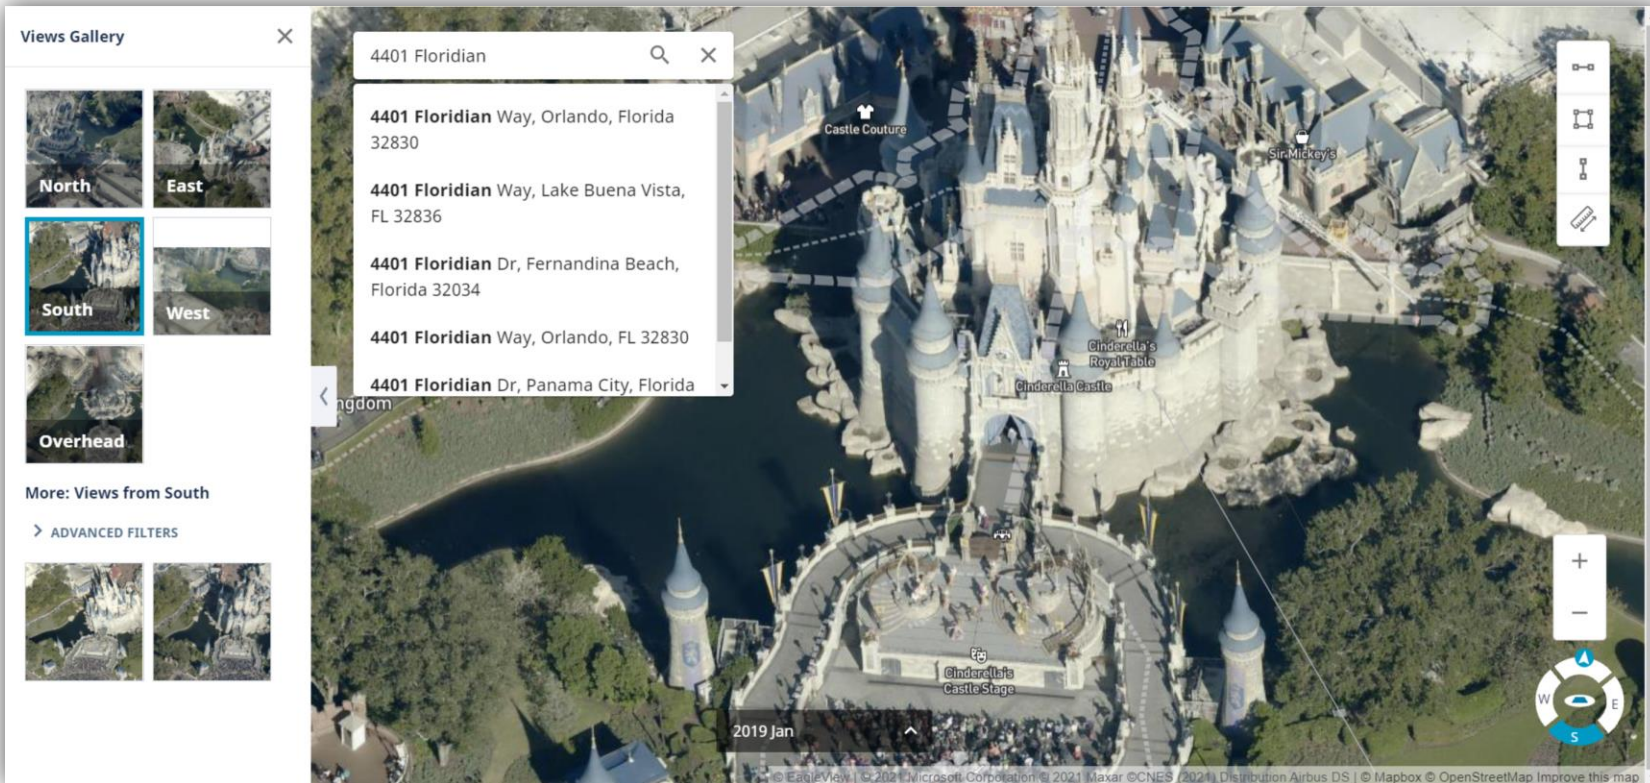 Views Gallery
North
East
South
West
Overhead
More: Views from South
ADVANCED FILTERS
4401 Floridian
4401 Floridian Way, Orlando, Florida
32830
4401 Floridian Way, Lake Buena Vista,
FL 32836
4401 Floridian Dr, Fernandina Beach,
Florida 32034
4401 Floridian Way, Orlando, FL 32830
4401 Floridian Dr, Panama City, Florida
ngdom
Castle Couture
Sir Mickey's
Cinderella's
Royal Table
Cinderella Castle
Cinderella's
Castle Stage
2019 Jan
W
E
S
© EagleView | © 2021 Microsoft Corporation © 2021 Maxar ©CNES (2021) Distribution Airbus DS | © Mapbox © OpenStreetMap Improve this map